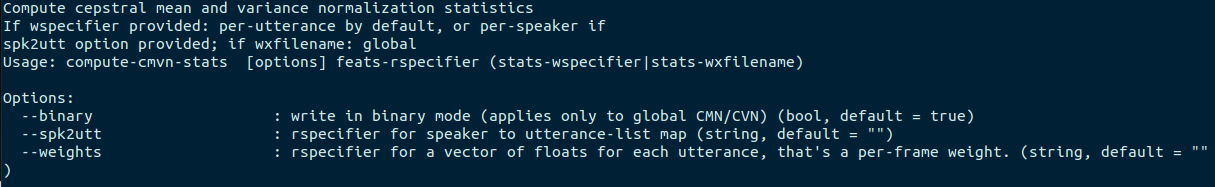 Compute cepstral mean and variance normalization statistics
If wspecifier provided: per-utterance by default, or per-speaker if
spk2utt option provided; if wxfilename: global
Usage: compute-cmvn-stats  [options] feats-rspecifier (stats-wspecifier|stats-wxfilename)

Options:
  --binary                    : write in binary mode (applies only to global CMN/CVN) (bool, default = true)
  --spk2utt                   : rspecifier for speaker to utterance-list map (string, default = "")
  --weights                   : rspecifier for a vector of floats for each utterance, that's a per-frame weight. (string, default = ""
)